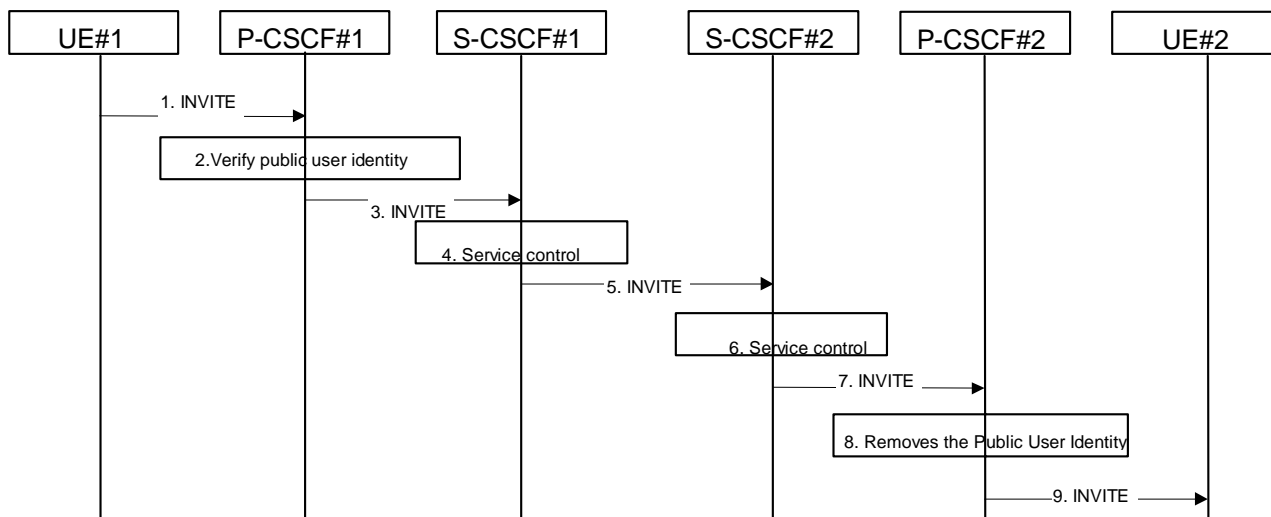 UE#1
P-CSCF#1
S-CSCF#1
S-CSCF#2
P-CSCF#2
UE#2
1. INVITE
2.Verify public user identity
3. INVITE
4. Service control
5. INVITE
6. Service control
7. INVITE
8. Removes the Public User Identity
9. INVITE